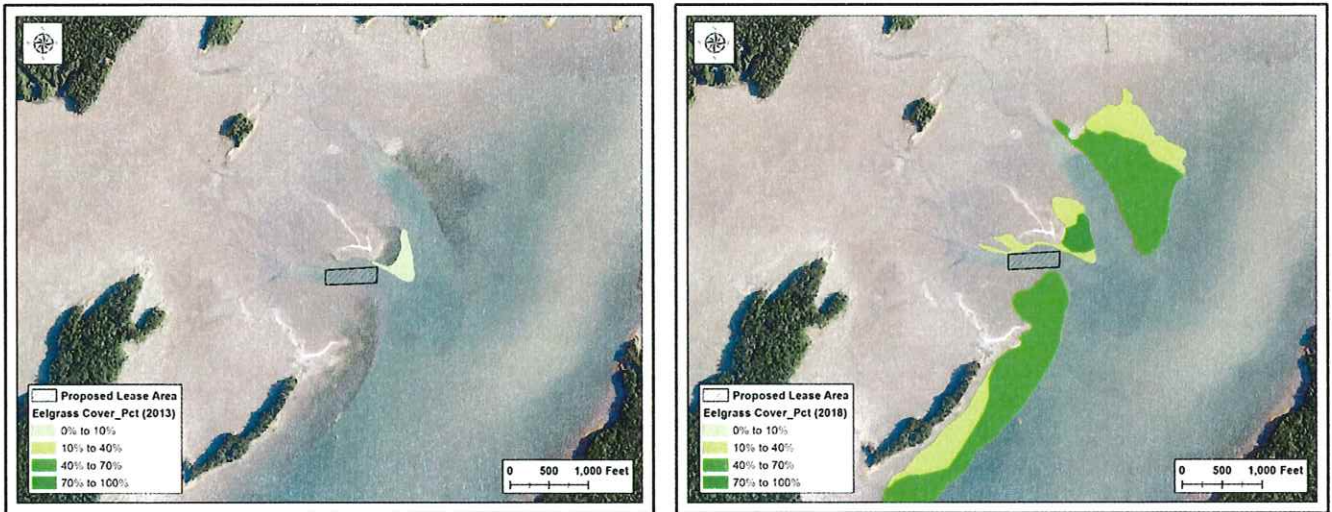 Proposed Lease Area
Eelgrass Cover_Pct (2013)
0% to 10%
10% to 40%
40% to 70%
70% to 100%
0 500 1,000 Feet
Proposed Lease Area
Eelgrass Cover_Pct (2018)
0% to 10%
10% to 40%
40% to 70%
70% to 100%
0 500 1,000 Feet